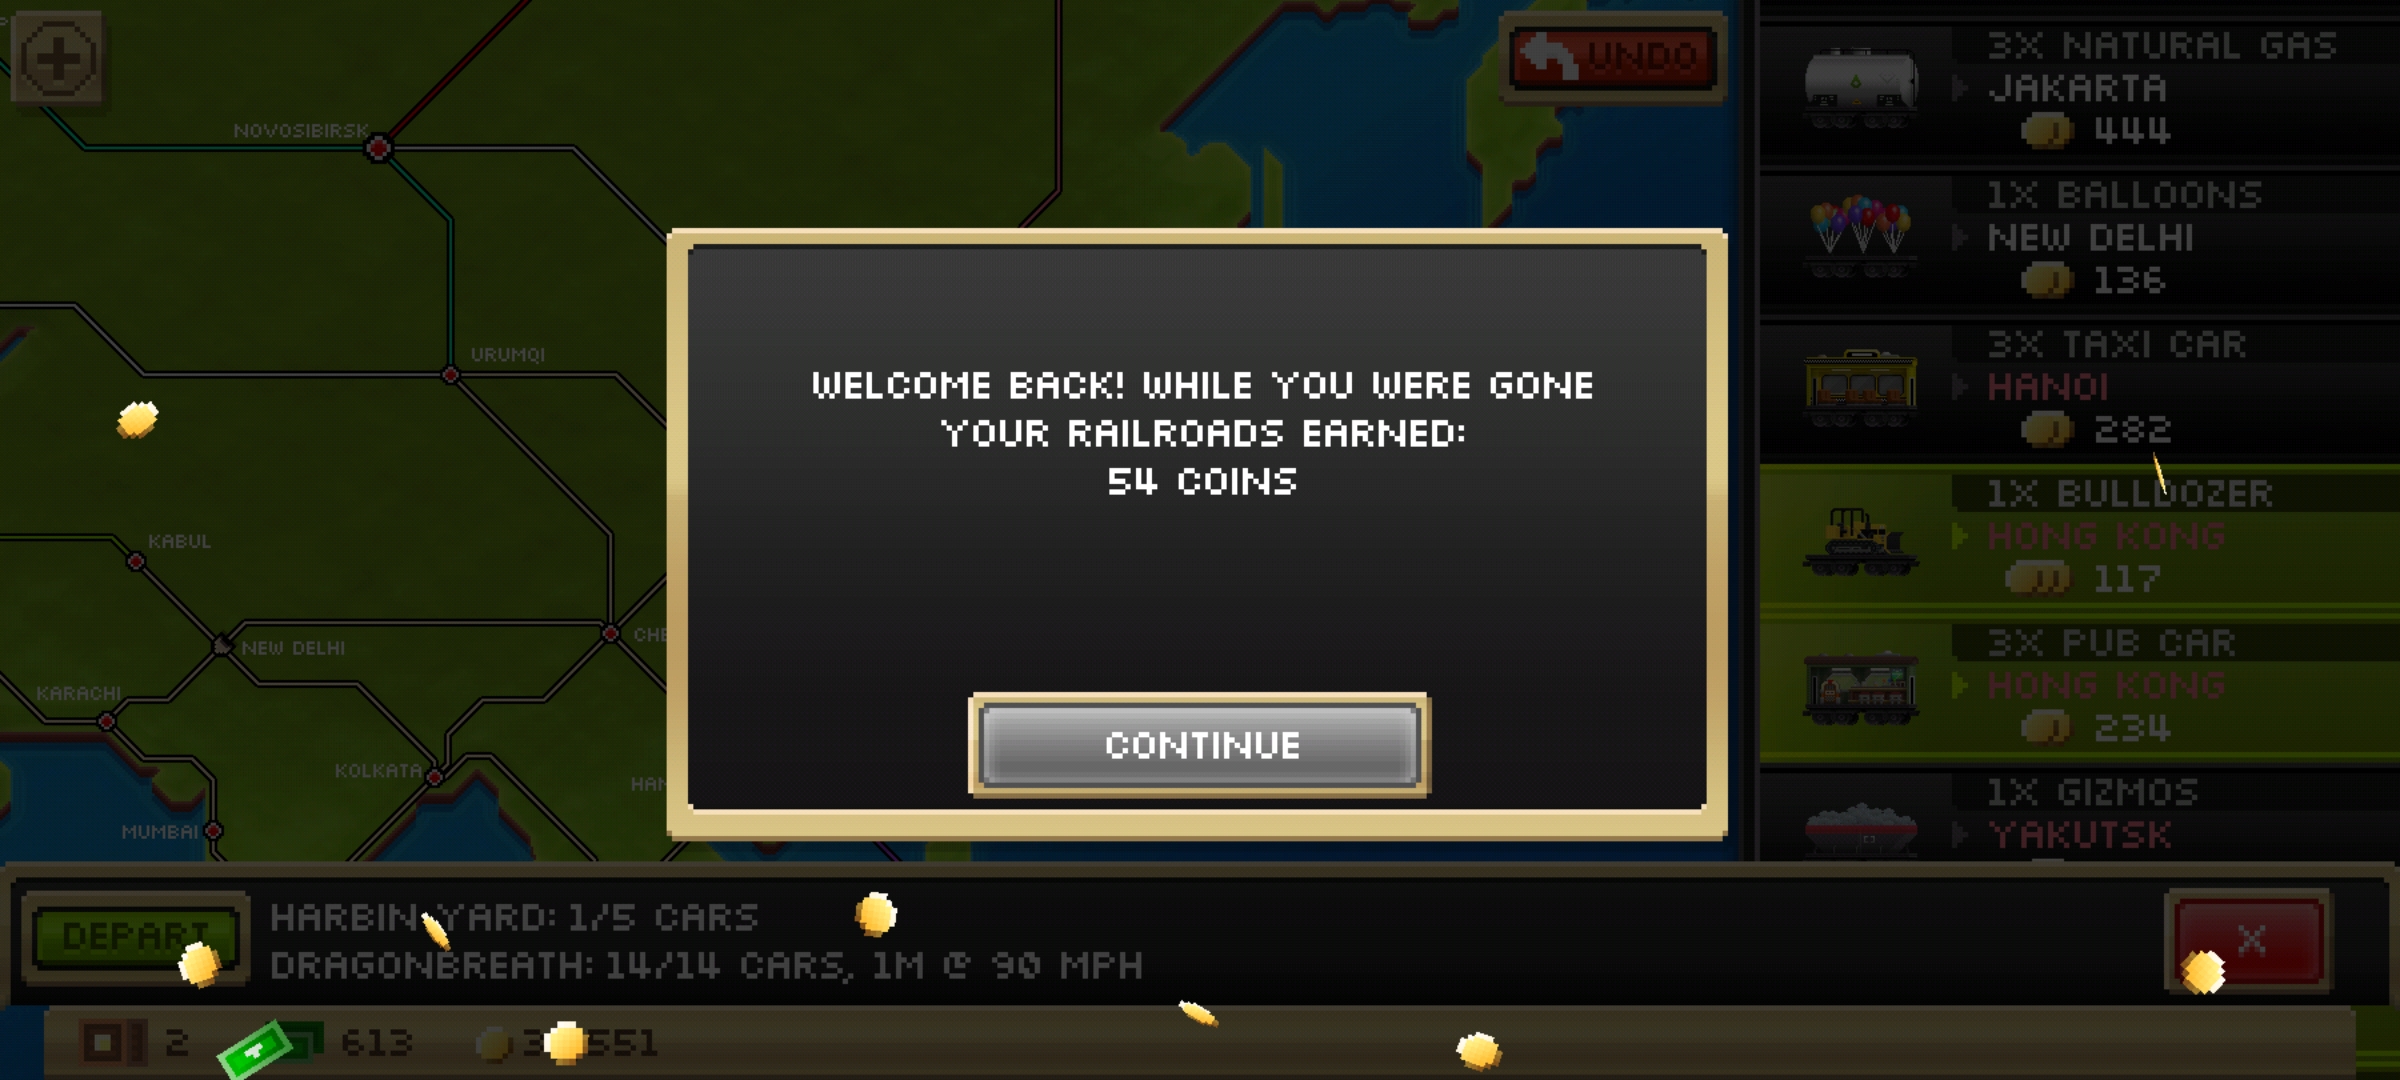 NOVOSIBIRSK
URUMQI
KABUL
NEW DELHI
KARACHI
KOLKATA
MUMBAI
UNDO
WELCOME BACK! WHILE YOU WERE GONE
YOUR RAILROADS EARNED:
54 COINS
CONTINUE
3X NATURAL GAS
JAKARTA
444
1X BALLOONS
NEW DELHI
136
3X TAXI CAR
HANOI
282
1X BULLDOZER
HONG KONG
117
3X PUB CAR
HONG KONG
234
1X GIZMOS
YAKUTSK
DEPART
HARBIN YARD: 1/5 CARS
DRAGONBREATH: 14/14 CARS, 1M @ 90 MPH
X
2
613